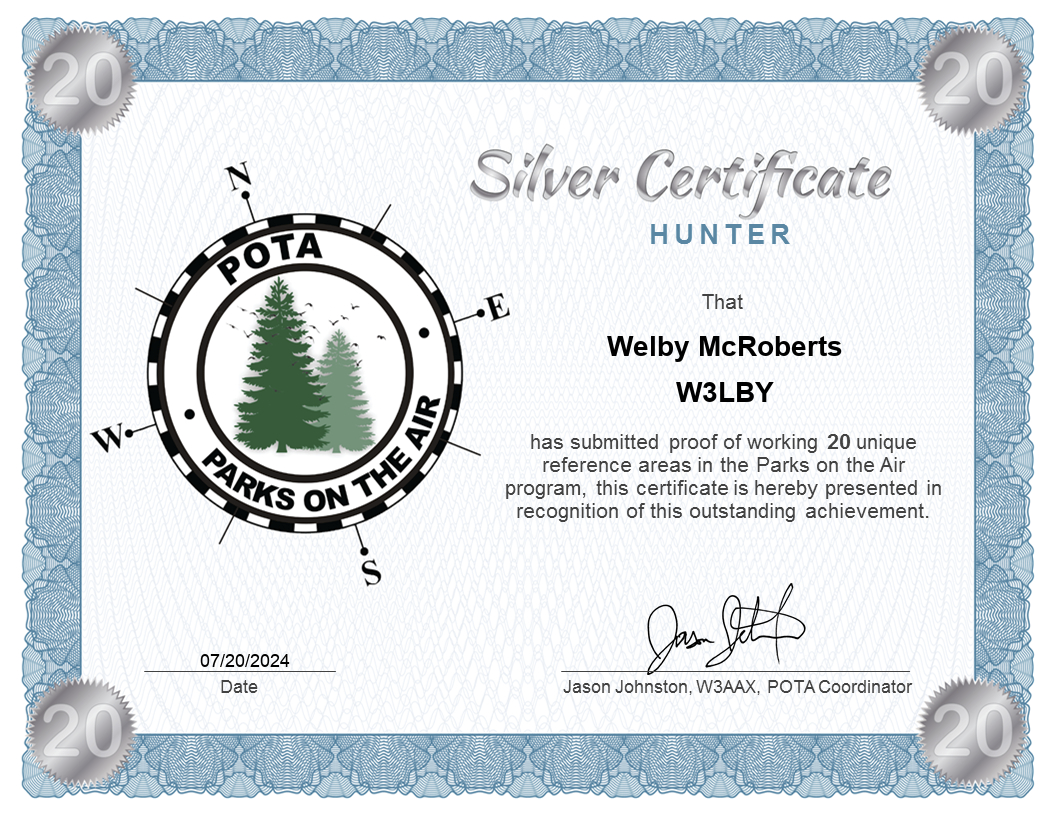 20
20
Silver Certificate
HUNTER
N
E
S
W
POTA
PARKS ON THE AIR
That
Welby McRoberts
W3LBY
has submitted proof of working 20 unique
reference areas in the Parks on the Air
program, this certificate is hereby presented in
recognition of this outstanding achievement.
07/20/2024
Date
Jason Johnston, W3AAX, POTA Coordinator
20
20